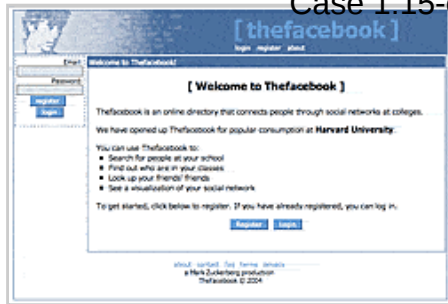 Case 1:15-
[ thefacebook ]
login register about
Email:
Password:
register
login
Welcome to Thefacebook!
[ Welcome to Thefacebook ]
Thefacebook is an online directory that connects people through social networks at colleges.
We have opened up Thefacebook for popular consumption at Harvard University.
You can use Thefacebook to:
• Search for people at your school
• Find out who are in your classes
• Look up your friends' friends
• See a visualization of your social network
To get started, click below to register. If you have already registered, you can log in.
Register Login
about contact faq terms privacy
a Mark Zuckerberg production
Thefacebook © 2004